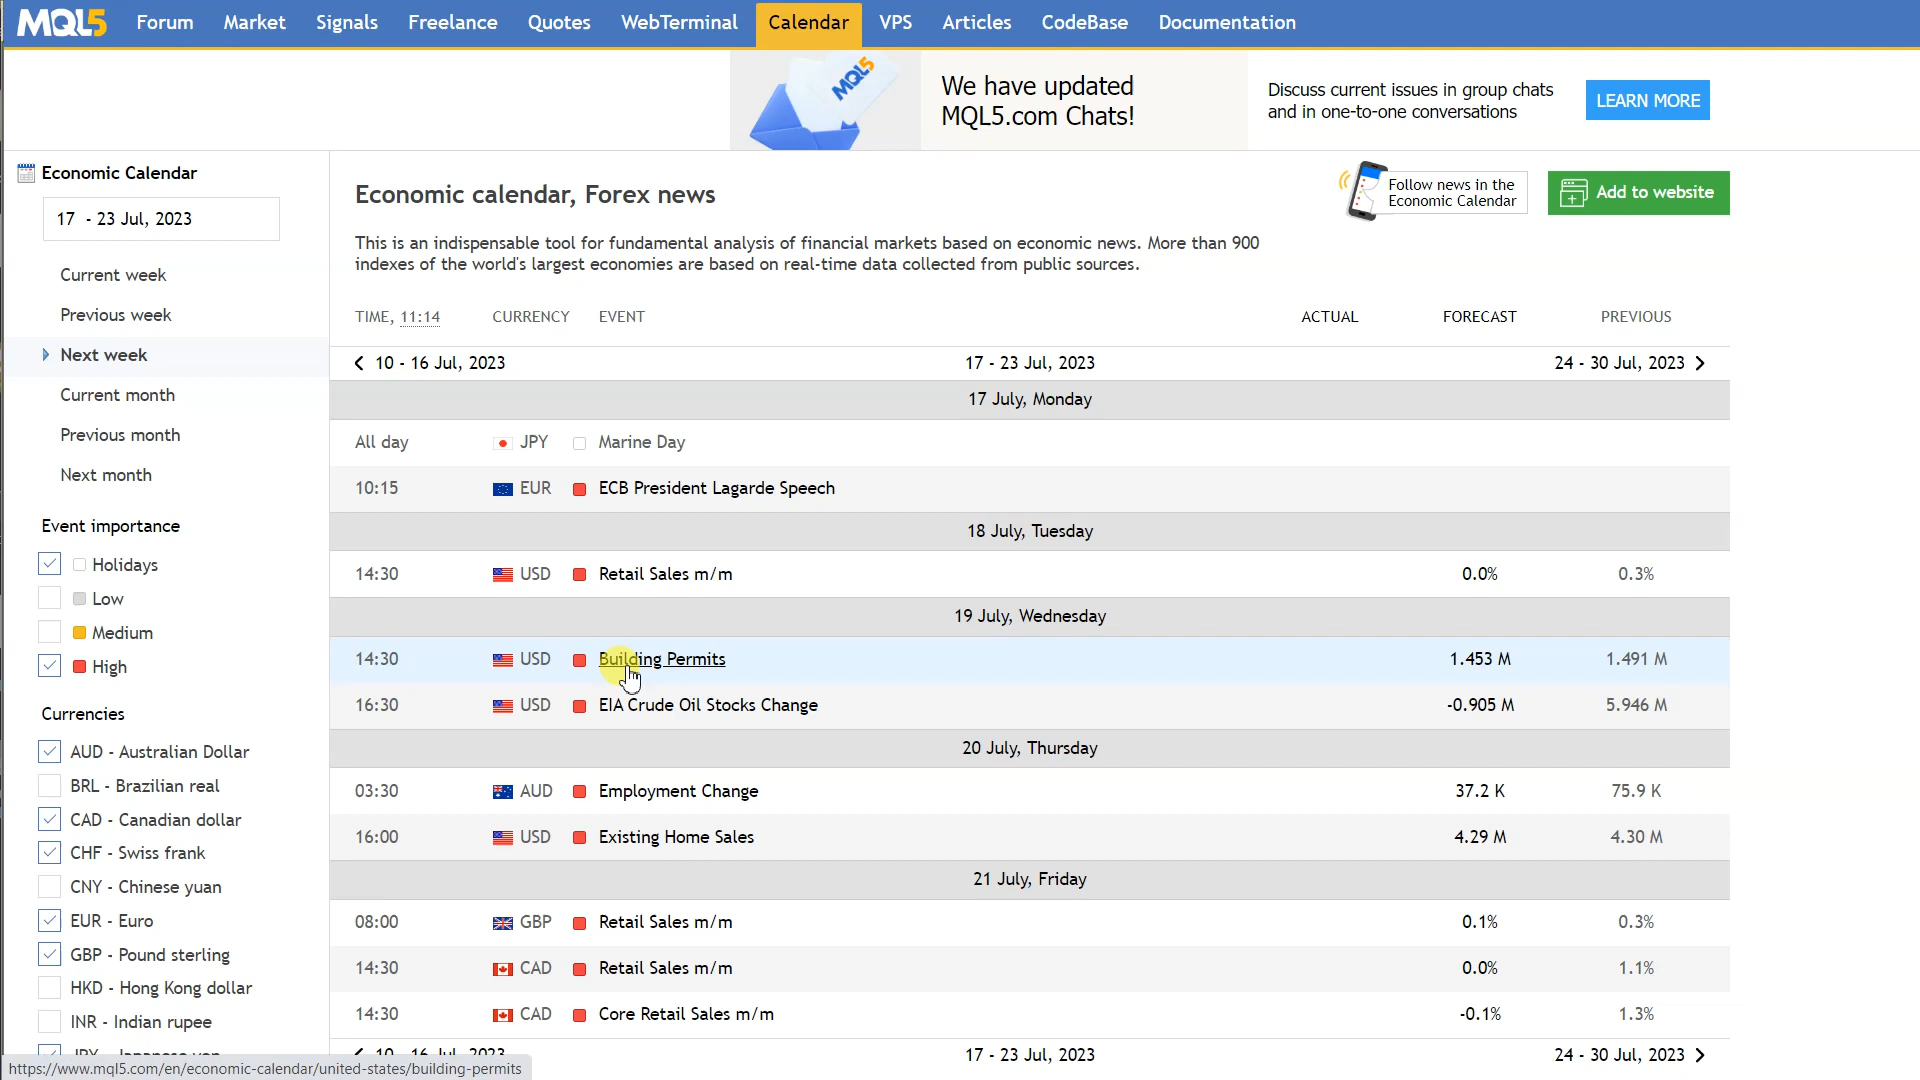 MQL5 Forum Market Signals Freelance Quotes WebTerminal Calendar VPS Articles CodeBase Documentation
MQL5
We have updated
MQL5.com Chats!
Discuss current issues in group chats
and in one-to-one conversations
LEARN MORE
Economic Calendar
17 - 23 Jul, 2023
Current week
Previous week
Next week
Current month
Previous month
Next month
Event importance
Holidays
Low
Medium
High
Currencies
AUD - Australian Dollar
BRL - Brazilian real
CAD - Canadian dollar
CHF - Swiss frank
CNY - Chinese yuan
EUR - Euro
GBP - Pound sterling
HKD - Hong Kong dollar
INR - Indian rupee
Economic calendar, Forex news
Follow news in the
Economic Calendar
Add to website
This is an indispensable tool for fundamental analysis of financial markets based on economic news. More than 900
indexes of the world's largest economies are based on real-time data collected from public sources.
TIME, 11:14 CURRENCY EVENT ACTUAL FORECAST PREVIOUS
10 - 16 Jul, 2023 17 - 23 Jul, 2023 24 - 30 Jul, 2023
17 July, Monday
All day JPY Marine Day
10:15 EUR ECB President Lagarde Speech
18 July, Tuesday
14:30 USD Retail Sales m/m 0.0% 0.3%
19 July, Wednesday
14:30 USD Building Permits 1.453 M 1.491 M
16:30 USD EIA Crude Oil Stocks Change -0.905 M 5.946 M
20 July, Thursday
03:30 AUD Employment Change 37.2 K 75.9 K
16:00 USD Existing Home Sales 4.29 M 4.30 M
21 July, Friday
08:00 GBP Retail Sales m/m 0.1% 0.3%
14:30 CAD Retail Sales m/m 0.0% 1.1%
14:30 CAD Core Retail Sales m/m -0.1% 1.3%
10 - 16 Jul, 2023 17 - 23 Jul, 2023 24 - 30 Jul, 2023
https://www.mql5.com/en/economic-calendar/united-states/building-permits